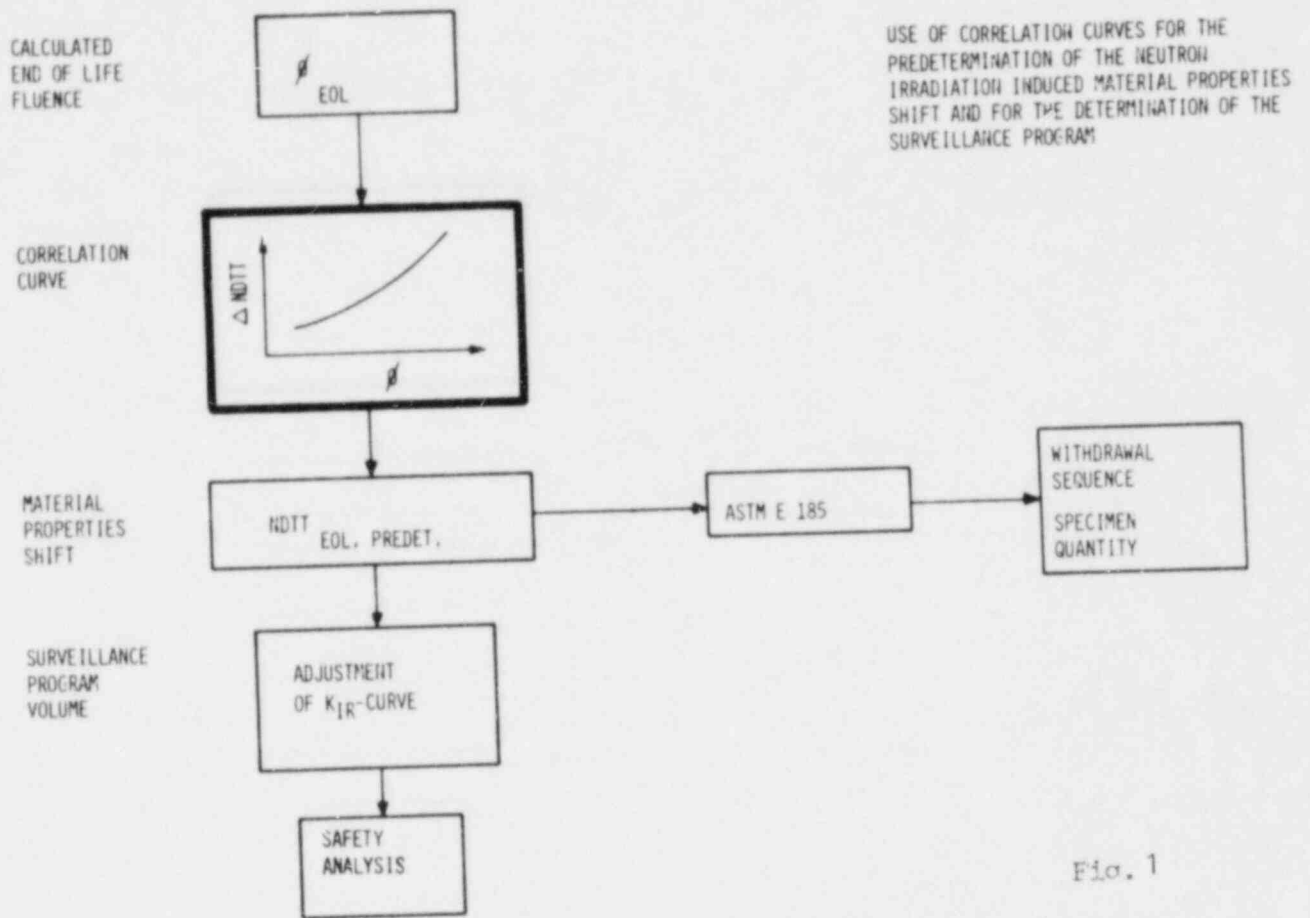 CALCULATED
END OF LIFE
FLUENCE
ø
EOL
USE OF CORRELATION CURVES FOR THE
PREDETERMINATION OF THE NEUTRON
IRRADIATION INDUCED MATERIAL PROPERTIES
SHIFT AND FOR THE DETERMINATION OF THE
SURVEILLANCE PROGRAM
CORRELATION
CURVE
Δ NDTT
ø
MATERIAL
PROPERTIES
SHIFT
NDTT
EOL. PREDET.
ASTM E 185
WITHDRAWAL
SEQUENCE
SPECIMEN
QUANTITY
SURVEILLANCE
PROGRAM
VOLUME
ADJUSTMENT
OF KIR-CURVE
SAFETY
ANALYSIS
Fig. 1